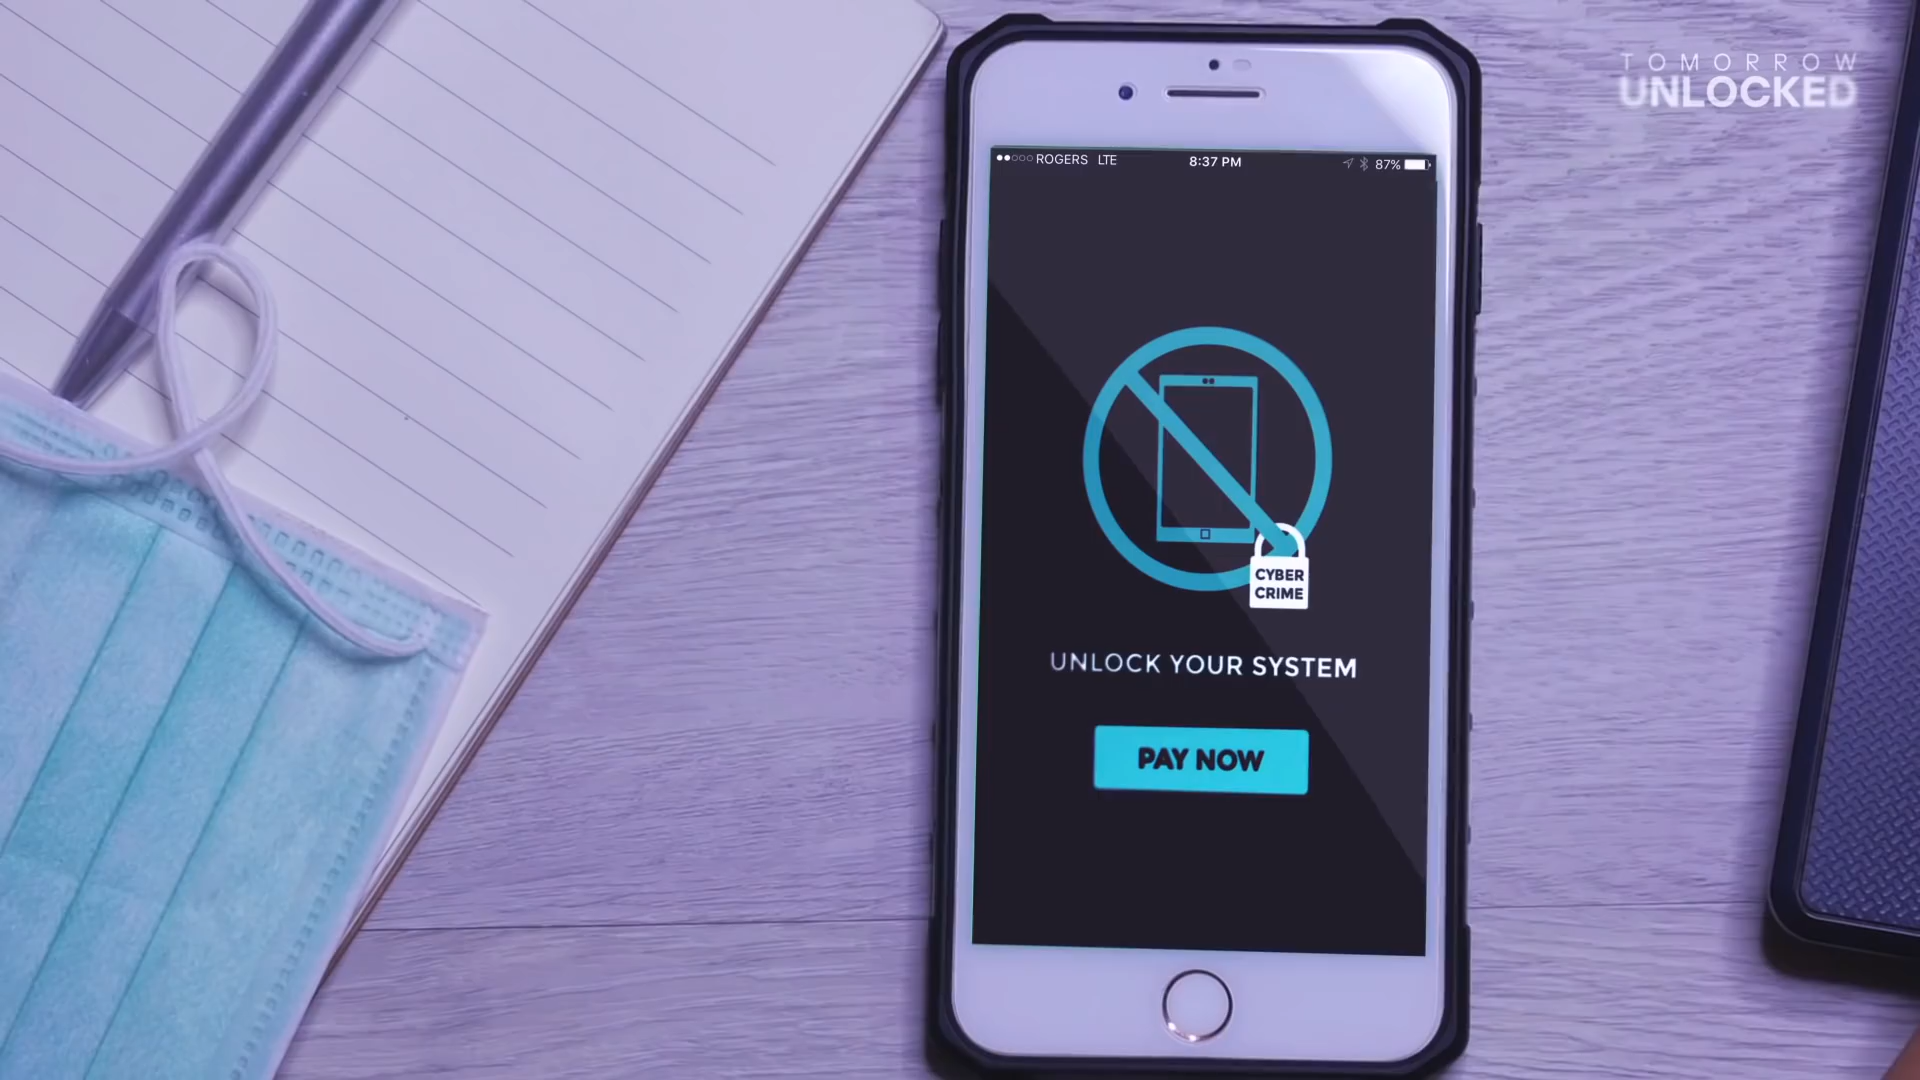 TOMORROW
UNLOCKED
ROGERS LTE 8:37 PM 87%
CYBER
CRIME
UNLOCK YOUR SYSTEM
PAY NOW